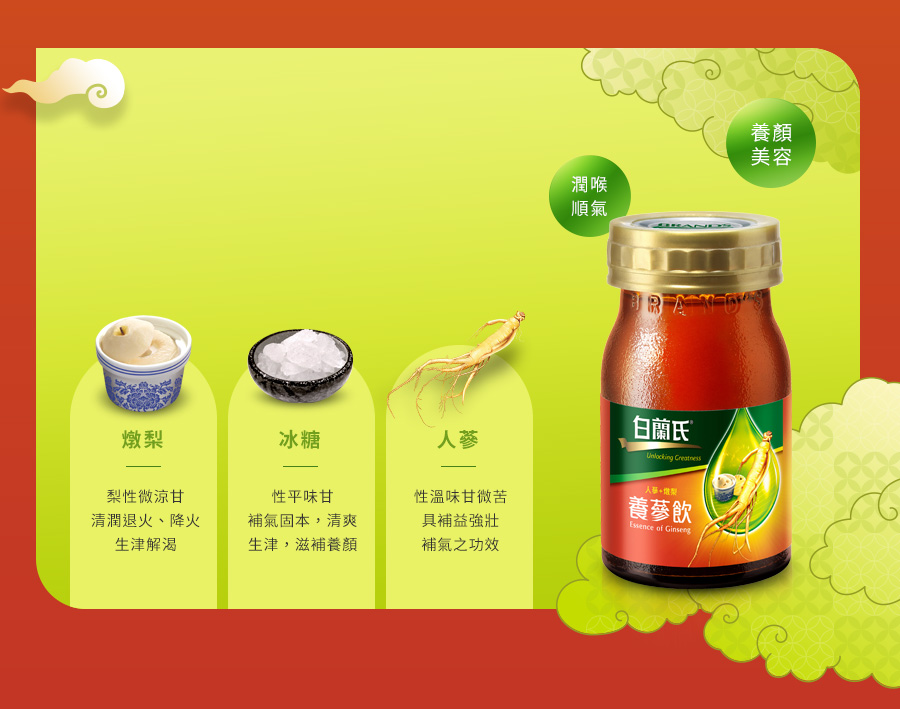 養顏
美容
潤喉
順氣
BRAND'S
BRAND'S
白蘭氏®
Unlocking Greatness
人蔘+燉梨
養蔘飲
Essence of Ginseng
燉梨
梨性微涼甘
清潤退火、降火
生津解渴
冰糖
性平味甘
補氣固本，清爽
生津，滋補養顏
人蔘
性溫味甘微苦
具補益強壯
補氣之功效